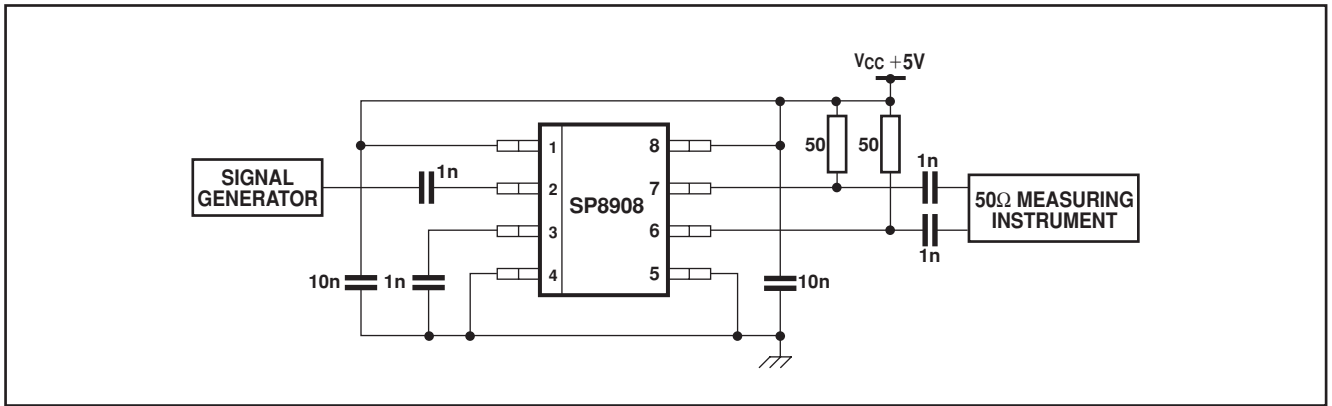 VCC +5V
1
8
50
50
1n
SIGNAL
GENERATOR
1n
2
7
SP8908
50Ω MEASURING
INSTRUMENT
3
6
1n
10n
1n
4
5
10n